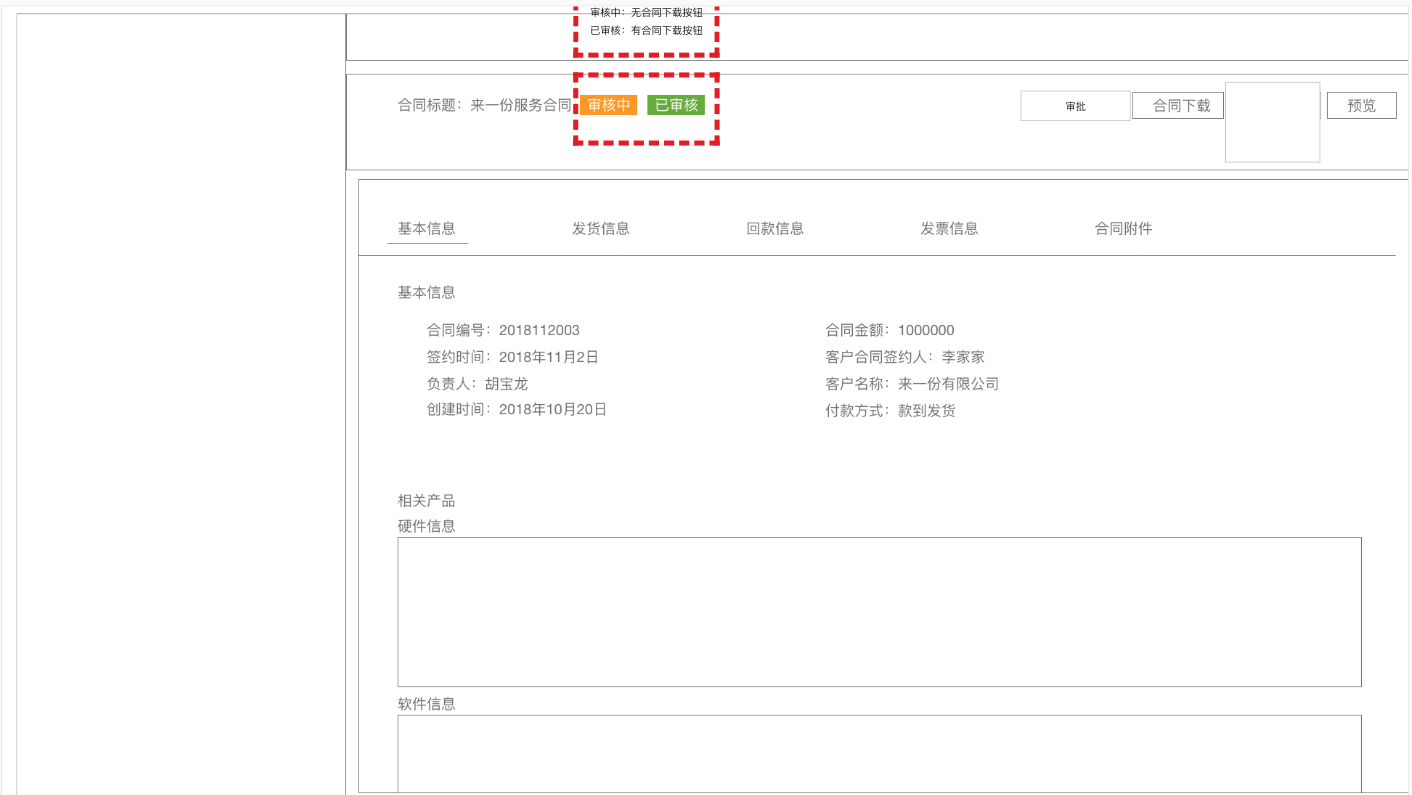 审核中：无合同下载按钮
已审核：有合同下载按钮
合同标题：来一份服务合同 审核中 已审核 审批 合同下载 预览
基本信息 发货信息 回款信息 发票信息 合同附件
基本信息
合同编号：2018112003 合同金额：1000000
签约时间：2018年11月2日 客户合同签约人：李家家
负责人：胡宝龙 客户名称：来一份有限公司
创建时间：2018年10月20日 付款方式：款到发货
相关产品
硬件信息
软件信息